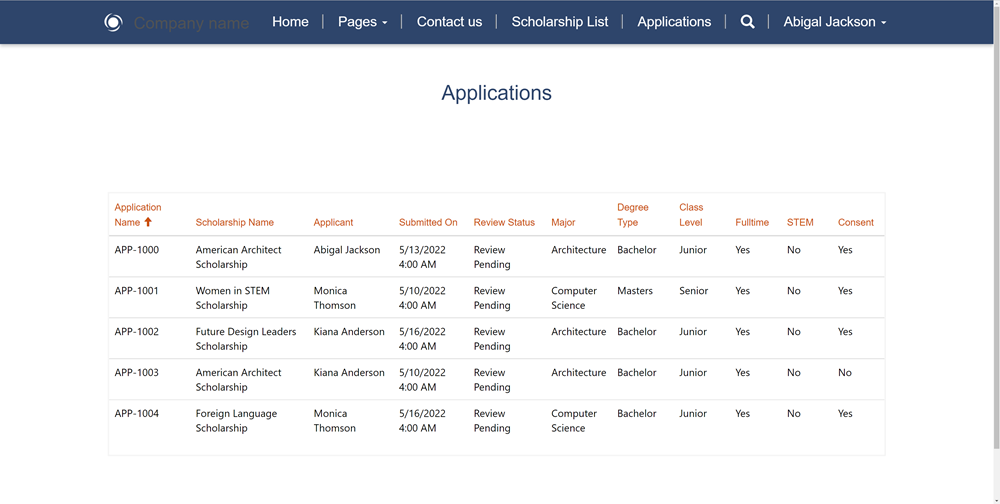 Company name Home Pages Contact us Scholarship List Applications Abigal Jackson
Applications
Application Name Scholarship Name Applicant Submitted On Review Status Major Degree Type Class Level Fulltime STEM Consent
APP-1000 American Architect Scholarship Abigal Jackson 5/13/2022 4:00 AM Review Pending Architecture Bachelor Junior Yes No Yes
APP-1001 Women in STEM Scholarship Monica Thomson 5/10/2022 4:00 AM Review Pending Computer Science Masters Senior Yes No Yes
APP-1002 Future Design Leaders Scholarship Kiana Anderson 5/16/2022 4:00 AM Review Pending Architecture Bachelor Junior Yes No Yes
APP-1003 American Architect Scholarship Kiana Anderson 5/10/2022 4:00 AM Review Pending Architecture Bachelor Junior Yes No No
APP-1004 Foreign Language Scholarship Monica Thomson 5/16/2022 4:00 AM Review Pending Computer Science Bachelor Junior Yes No Yes